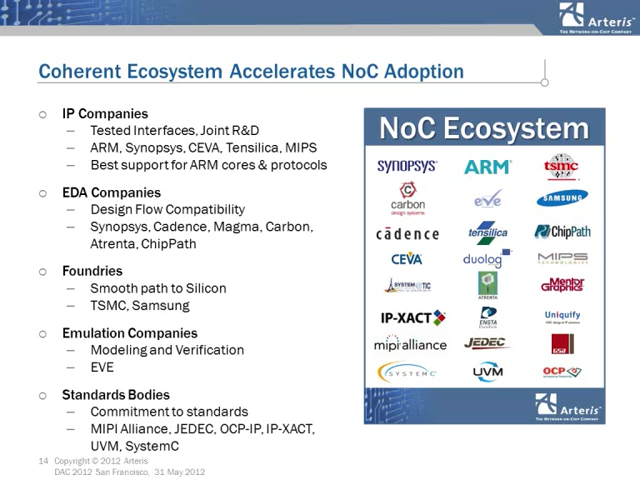 Arteris
THE NETWORK-ON-CHIP COMPANY
Coherent Ecosystem Accelerates NoC Adoption
IP Companies
– Tested Interfaces, Joint R&D
– ARM, Synopsys, CEVA, Tensilica, MIPS
– Best support for ARM cores & protocols
EDA Companies
– Design Flow Compatibility
– Synopsys, Cadence, Magma, Carbon,
Atrenta, ChipPath
Foundries
– Smooth path to Silicon
– TSMC, Samsung
Emulation Companies
– Modeling and Verification
– EVE
Standards Bodies
– Commitment to standards
– MIPI Alliance, JEDEC, OCP-IP, IP-XACT,
UVM, SystemC
NoC Ecosystem
SYNOPSYS ARM tsmc
carbon design systems eve SAMSUNG
cadence tensilica ChipPath
CEVA duolog MIPS TECHNOLOGIES
SYSTEM@TIC ATRENTA Mentor Graphics
IP-XACT ENSTA Uniquify
mipi alliance JEDEC GSA
SYSTEM C UVM OCP
Arteris
THE NETWORK-ON-CHIP COMPANY
14 Copyright © 2012 Arteris
DAC 2012 San Francisco, 31 May 2012